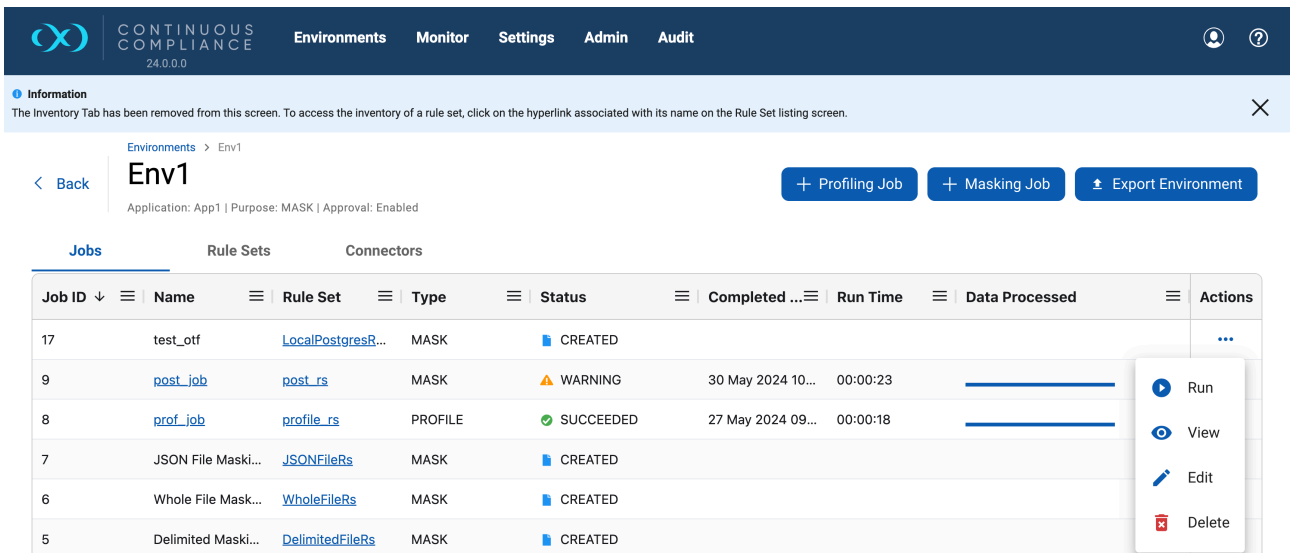 CONTINUOUS
COMPLIANCE
24.0.0.0
Environments Monitor Settings Admin Audit
Information
The Inventory Tab has been removed from this screen. To access the inventory of a rule set, click on the hyperlink associated with its name on the Rule Set listing screen.
Environments > Env1
Back
Env1
+ Profiling Job + Masking Job Export Environment
Application: App1 | Purpose: MASK | Approval: Enabled
Jobs Rule Sets Connectors
Job ID Name Rule Set Type Status Completed ... Run Time Data Processed Actions
17 test_otf LocalPostgresR... MASK CREATED
9 post_job post_rs MASK WARNING 30 May 2024 10... 00:00:23
8 prof_job profile_rs PROFILE SUCCEEDED 27 May 2024 09... 00:00:18
7 JSON File Maski... JSONFileRs MASK CREATED
6 Whole File Mask... WholeFileRs MASK CREATED
5 Delimited Maski... DelimitedFileRs MASK CREATED
Run
View
Edit
Delete